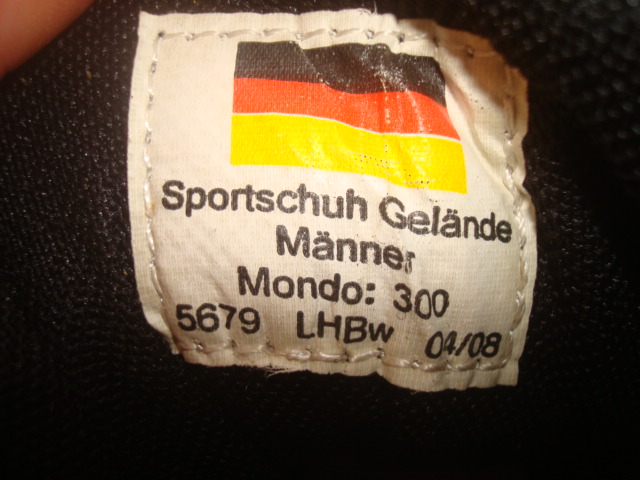 Sportschuh Gelände
Männer
Mondo: 300
5679 LHBw 04/08